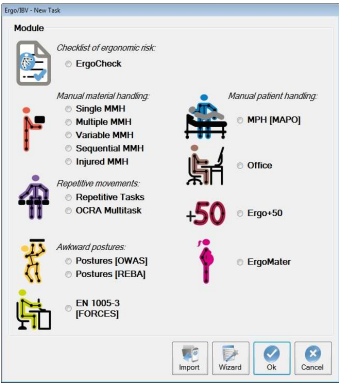 Ergo/IBV - New Task
Module
Checklist of ergonomic risk:
ErgoCheck
Manual material handling:
Single MMH
Multiple MMH
Variable MMH
Sequential MMH
Injured MMH
Repetitive movements:
Repetitive Tasks
OCRA Multitask
Awkward postures:
Postures [OWAS]
Postures [REBA]
EN 1005-3
[FORCES]
Manual patient handling:
MPH [MAPO]
Office
+50
Ergo+50
ErgoMater
Import
Wizard
Ok
Cancel